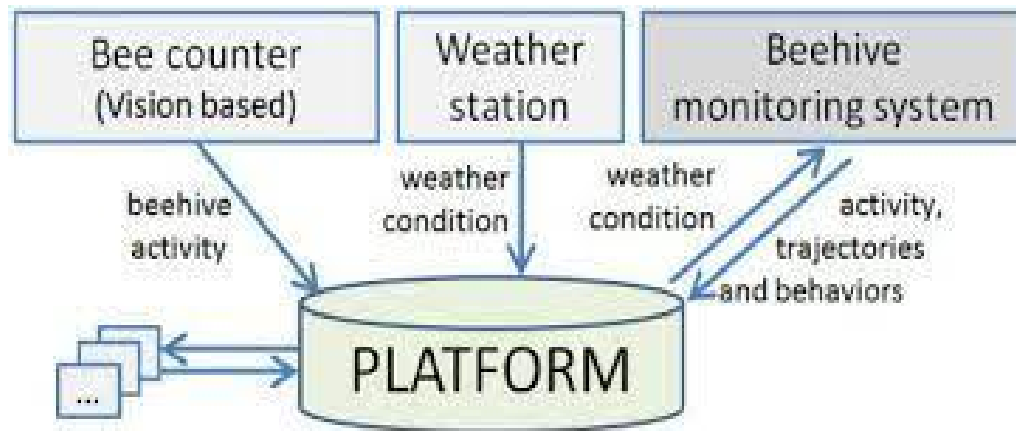 Bee counter
(Vision based)
Weather
station
Beehive
monitoring system
beehive
activity
weather
condition
weather
condition
activity,
trajectories
and behaviors
PLATFORM
...